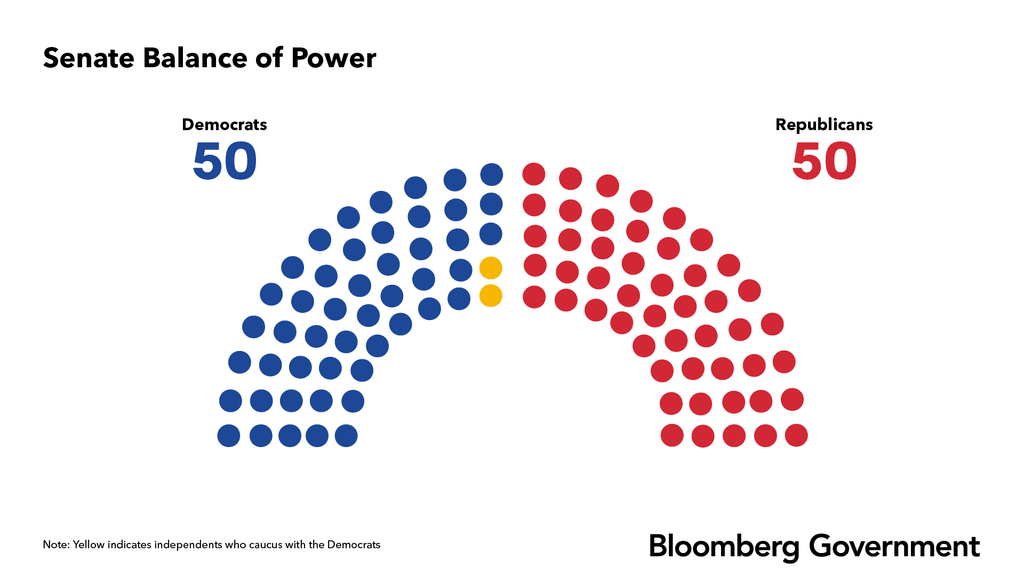 Senate Balance of Power
Democrats
50
Republicans
50
Note: Yellow indicates independents who caucus with the Democrats
Bloomberg Government